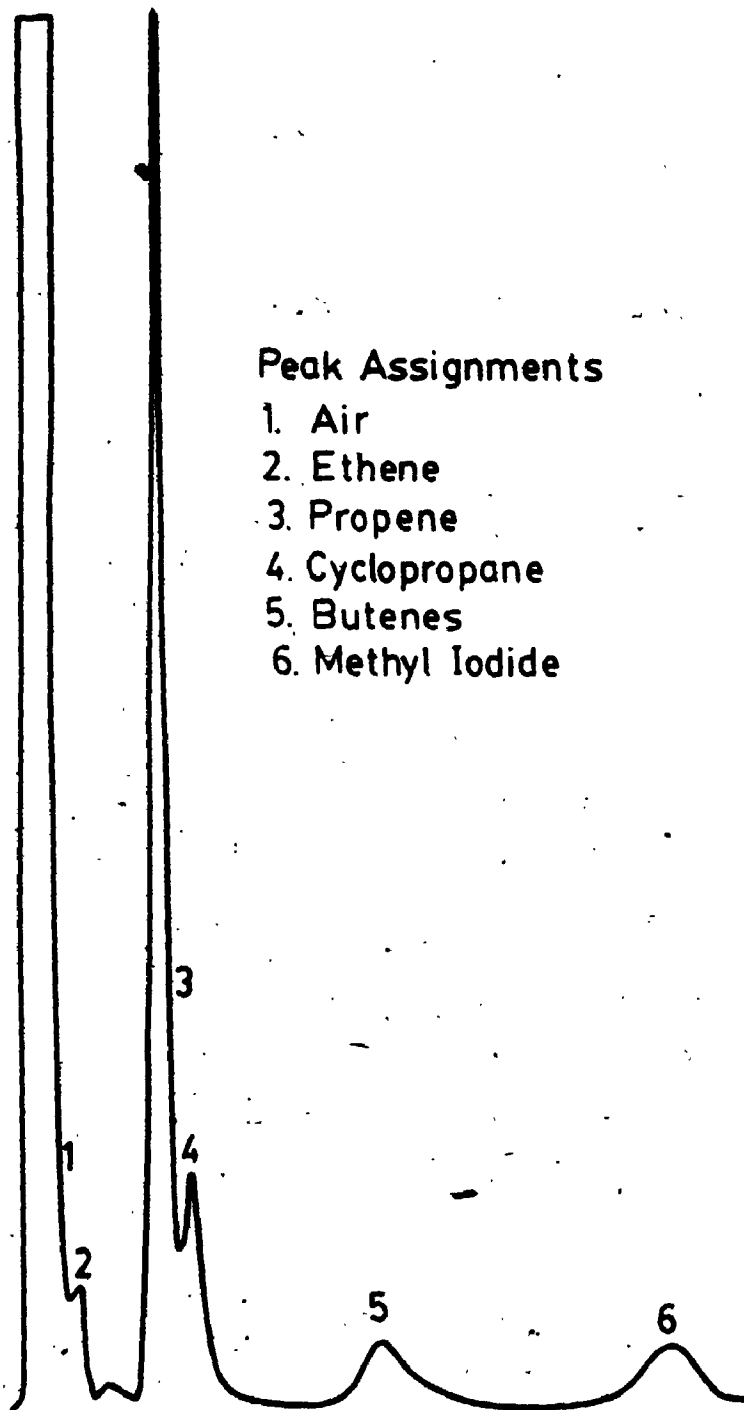 Peak Assignments
1. Air
2. Ethene
3. Propene
4. Cyclopropane
5. Butenes
6. Methyl Iodide
3
1
4
2
5
6